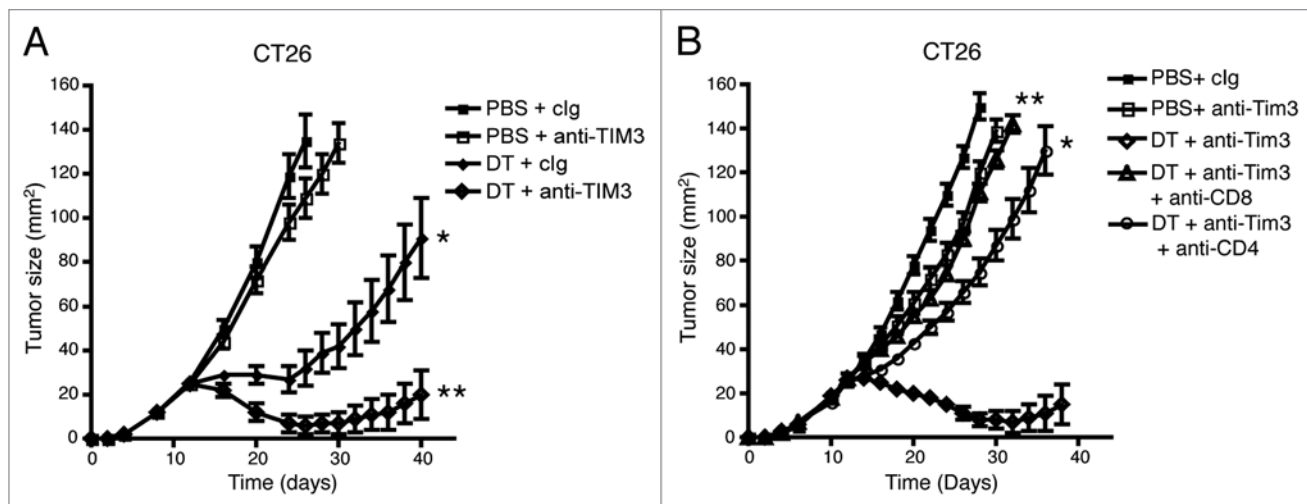 A
CT26
160
140
120
100
80
60
40
20
0
Tumor size (mm²)
0 10 20 30 40
Time (days)
PBS + cIg
PBS + anti-TIM3
DT + cIg
DT + anti-TIM3
*
**
B
CT26
160
140
120
100
80
60
40
20
0
Tumor size (mm²)
0 10 20 30 40
Time (Days)
**
*
PBS+ cIg
PBS+ anti-Tim3
DT + anti-Tim3
DT + anti-Tim3
+ anti-CD8
DT + anti-Tim3
+ anti-CD4